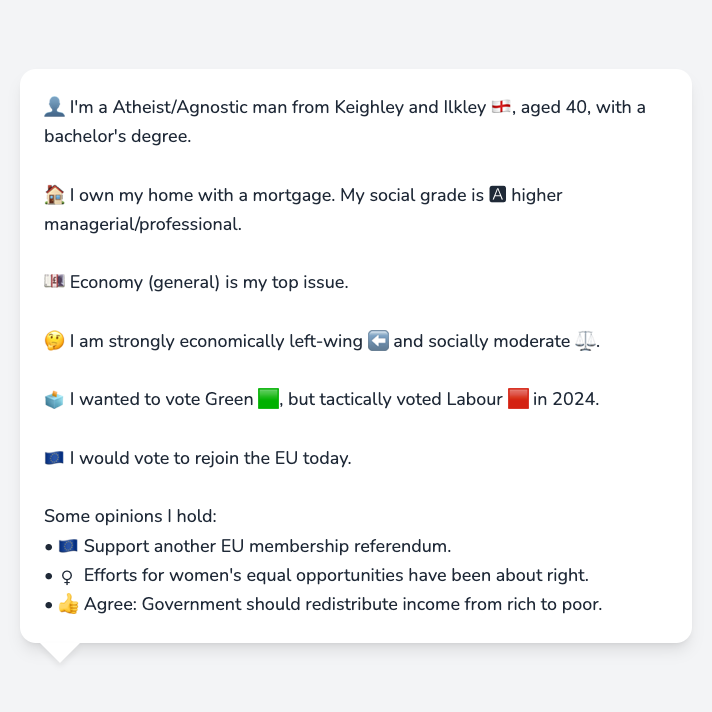 👤 I'm a Atheist/Agnostic man from Keighley and Ilkley 🏴󠁧󠁢󠁥󠁮󠁧󠁿, aged 40, with a
bachelor's degree.
🏠 I own my home with a mortgage. My social grade is 🅰 higher
managerial/professional.
💷 Economy (general) is my top issue.
🤔 I am strongly economically left-wing ⬅️ and socially moderate ⚖️.
🗳️ I wanted to vote Green 🟩, but tactically voted Labour 🟥 in 2024.
🇪🇺 I would vote to rejoin the EU today.
Some opinions I hold:
• 🇪🇺 Support another EU membership referendum.
• ♀ Efforts for women's equal opportunities have been about right.
• 👍 Agree: Government should redistribute income from rich to poor.